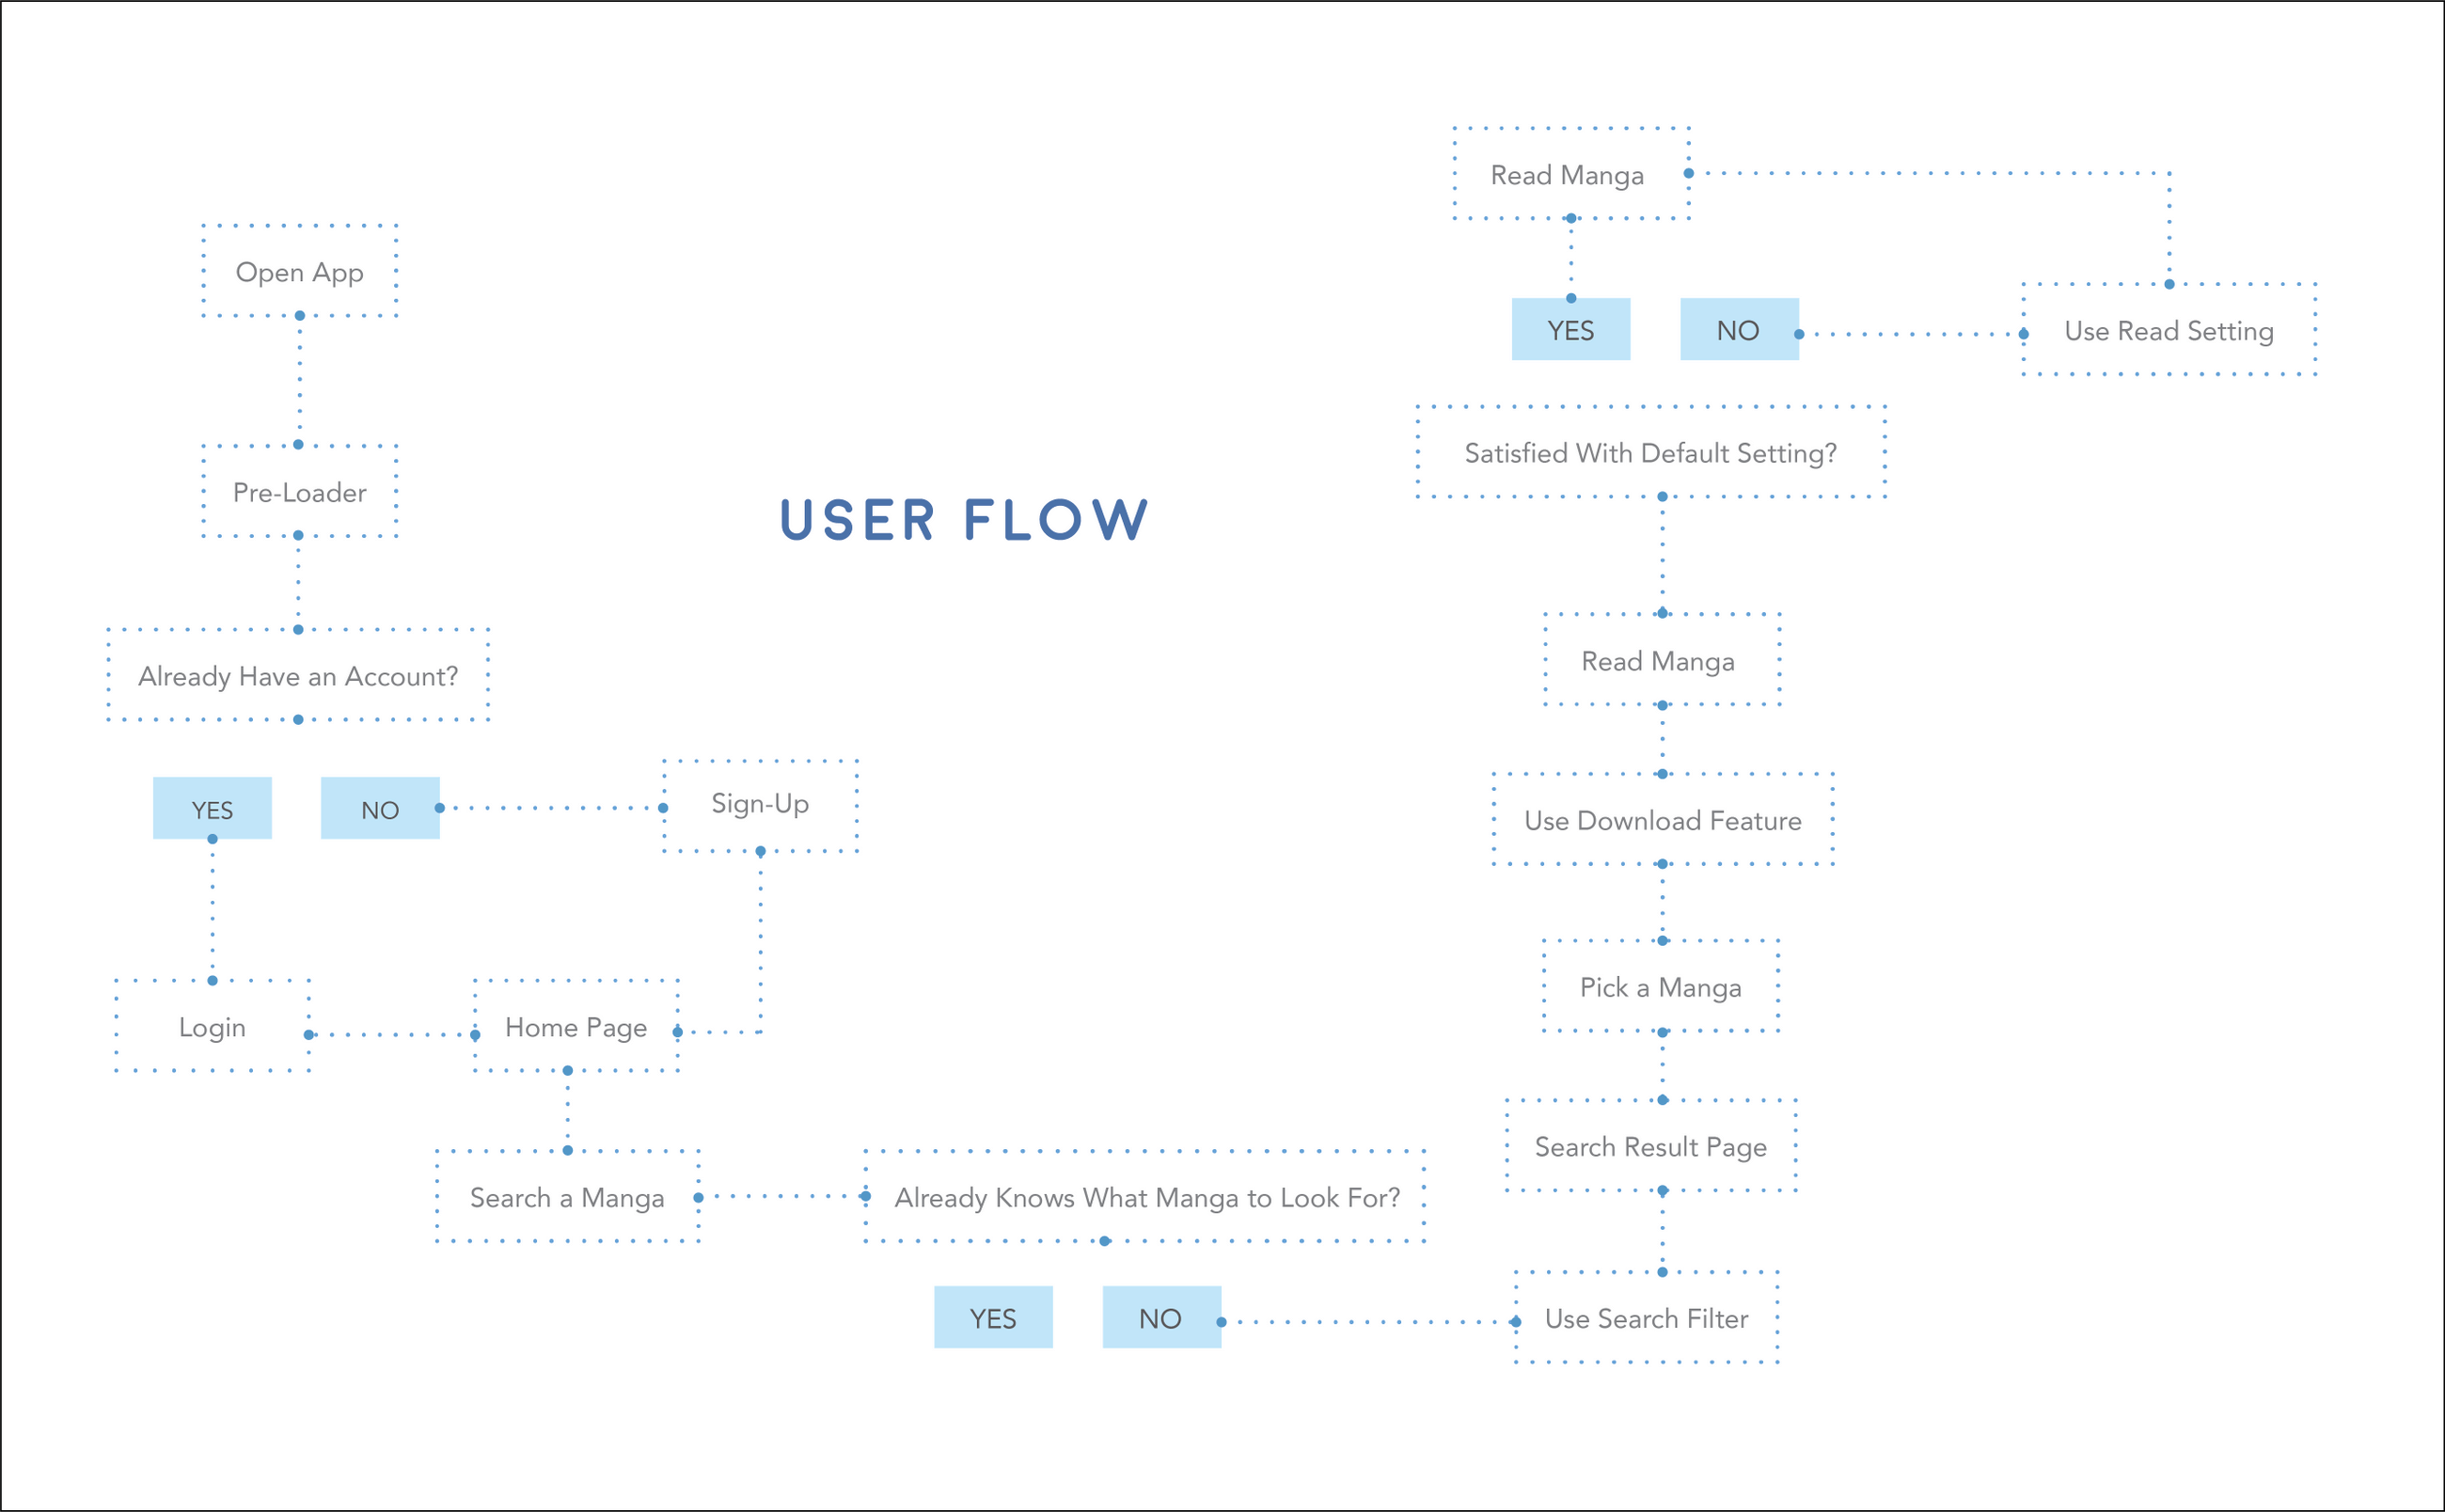 Open App
Pre-Loader
Already Have an Account?
YES
NO
Sign-Up
Login
Home Page
Search a Manga
Already Knows What Manga to Look For?
YES
NO
USER FLOW
Read Manga
YES
NO
Use Read Setting
Satisfied With Default Setting?
Read Manga
Use Download Feature
Pick a Manga
Search Result Page
Use Search Filter